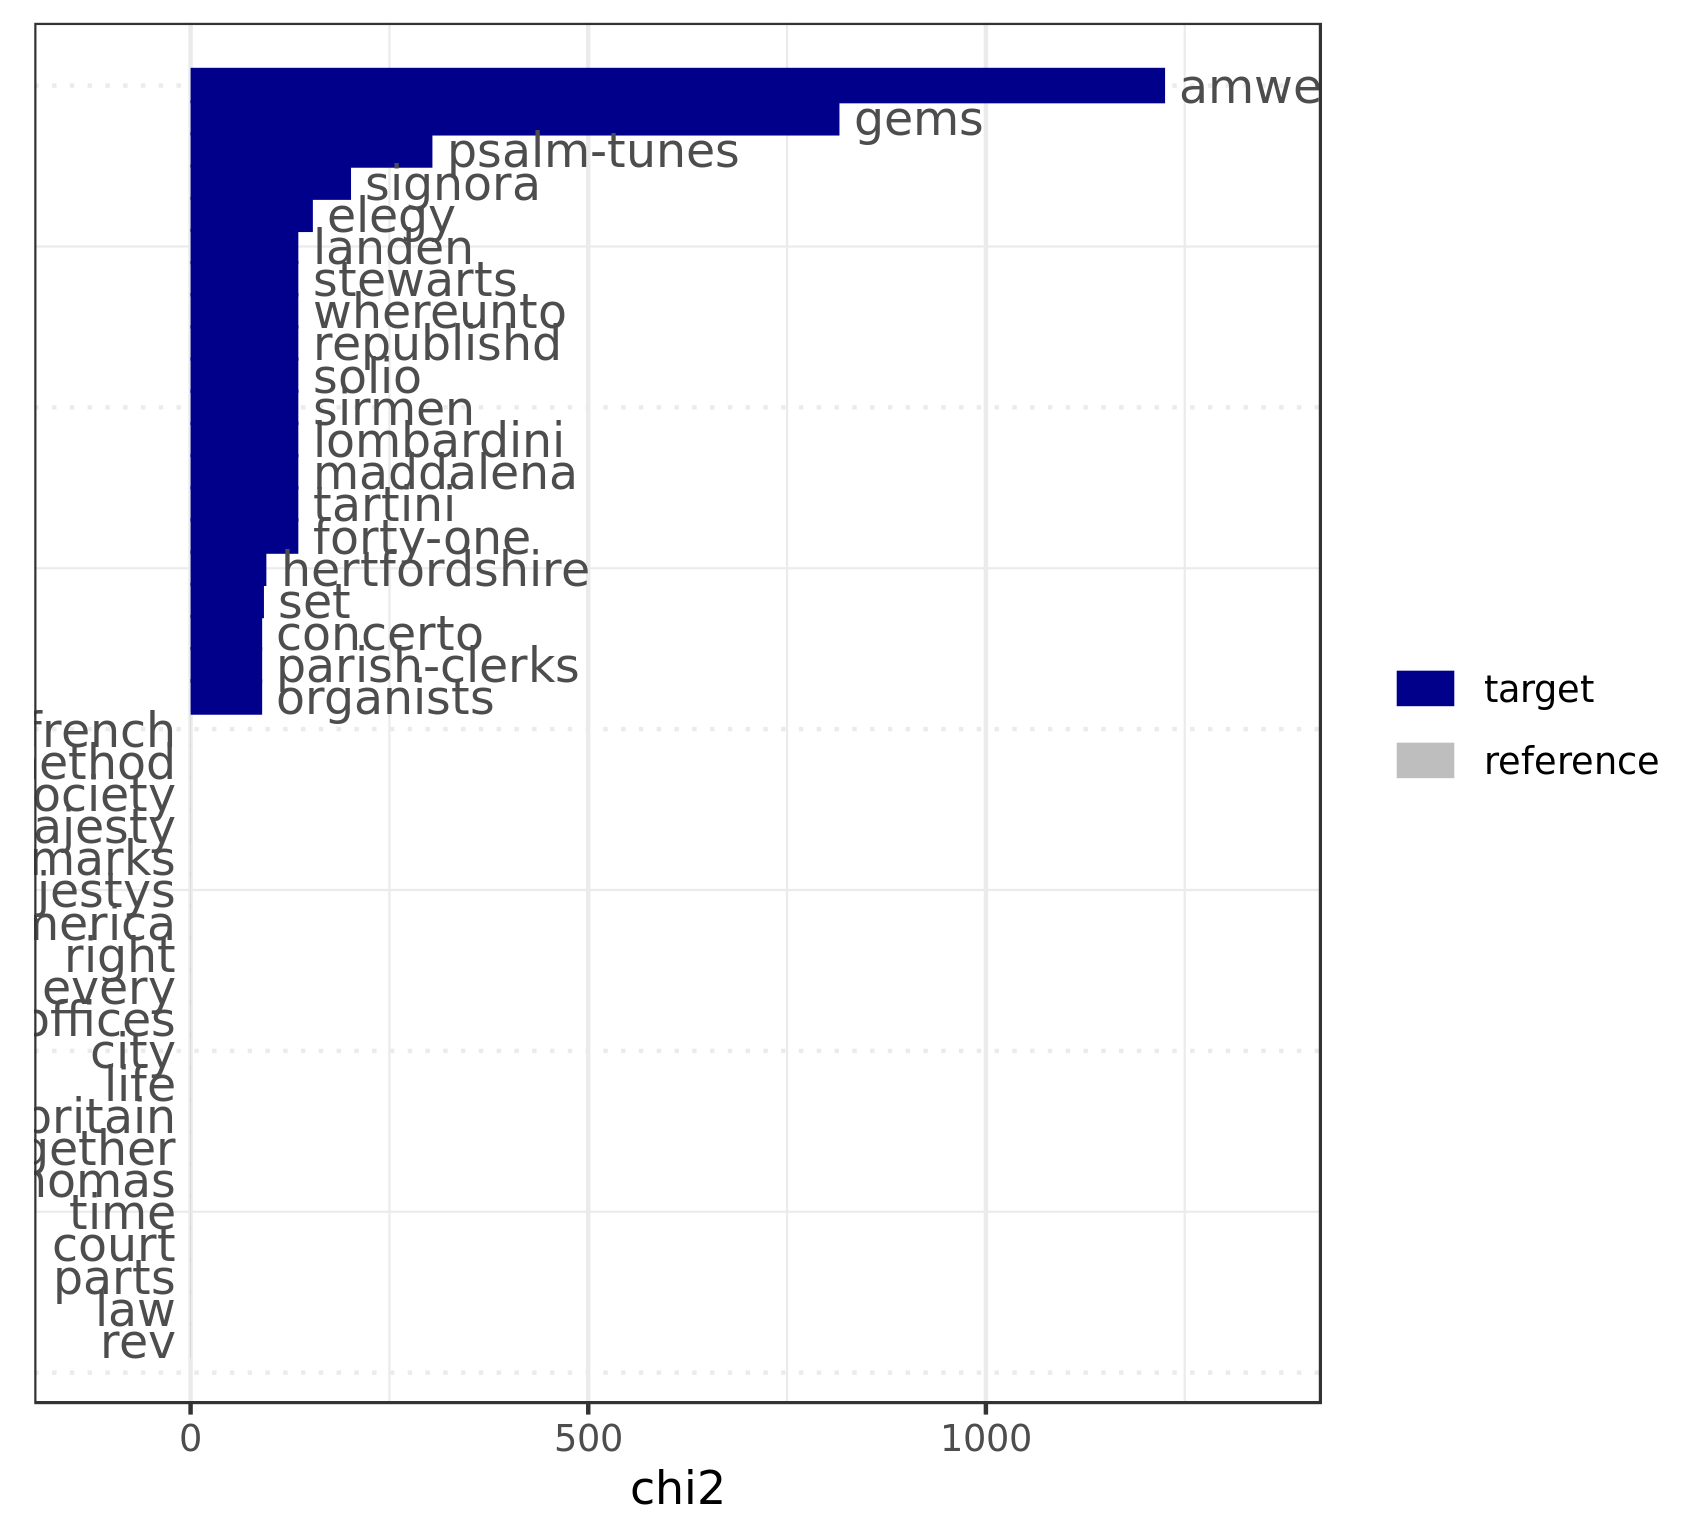 amwe
gems
psalm-tunes
signora
elegy
landen
stewarts
whereunto
republishd
solio
sirmen
lombardini
maddalena
tartini
forty-one
hertfordshire
set
concerto
parish-clerks
organists
french
ethod
ociety
ajesty
marks
jestys
nerica
right
every
offices
city
life
britain
gether
homas
time
court
parts
law
rev
target
reference
0 500 1000
chi2